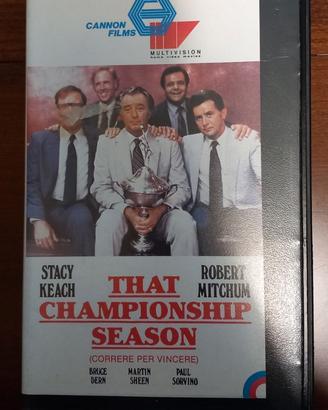 CANNON
FILMS
MULTIVISION
home video movies
STACY
KEACH
ROBERT
MITCHUM
THAT
CHAMPIONSHIP
SEASON
(CORRERE PER VINCERE)
BRUCE
DERN
MARTIN
SHEEN
PAUL
SORVINO